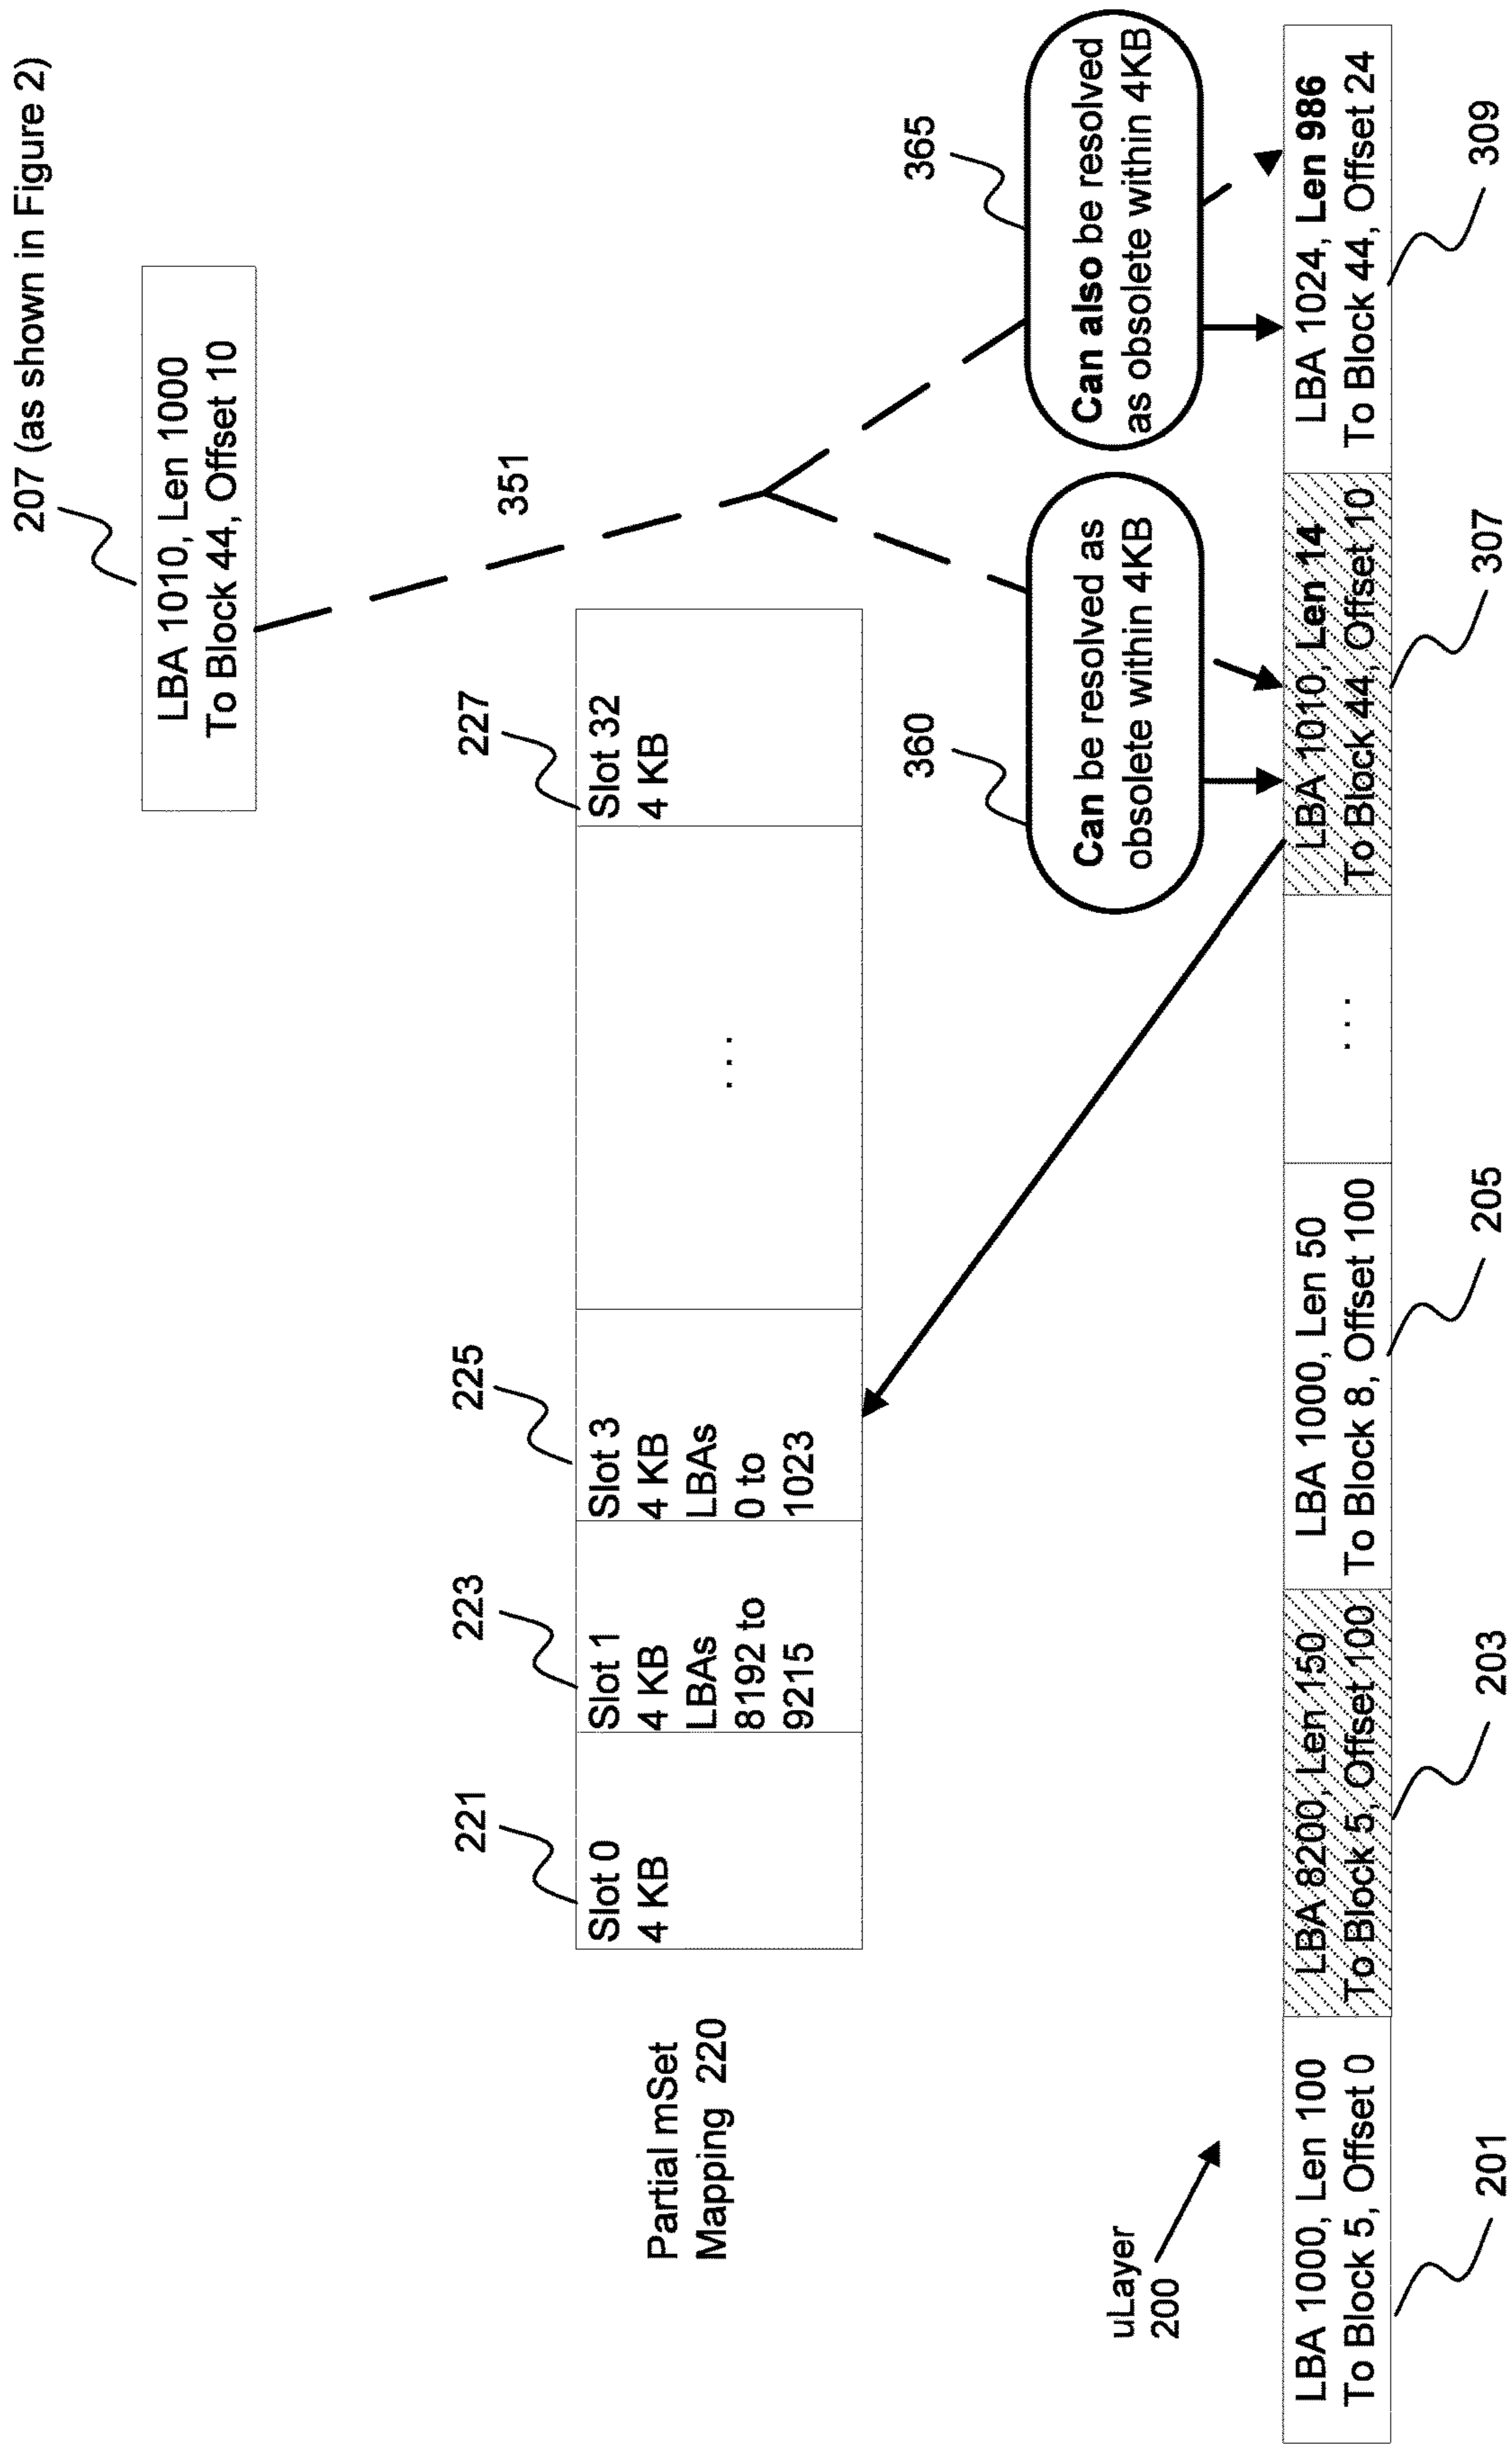 207 (as shown in Figure 2)
LBA 1010, Len 1000
To Block 44, Offset 10
351
Partial mSet
Mapping 220
221
Slot 0
4 KB
223
Slot 1
4 KB
LBAs
8192 to
9215
225
Slot 3
4 KB
LBAs
0 to
1023
. . .
227
Slot 32
4 KB
360
Can be resolved as
obsolete within 4KB
365
Can also be resolved
as obsolete within 4KB
uLayer
200
LBA 1000, Len 100
To Block 5, Offset 0
201
LBA 8200, Len 150
To Block 5, Offset 100
203
LBA 1000, Len 50
To Block 8, Offset 100
205
. . .
LBA 1010, Len 14
To Block 44, Offset 10
307
LBA 1024, Len 986
To Block 44, Offset 24
309